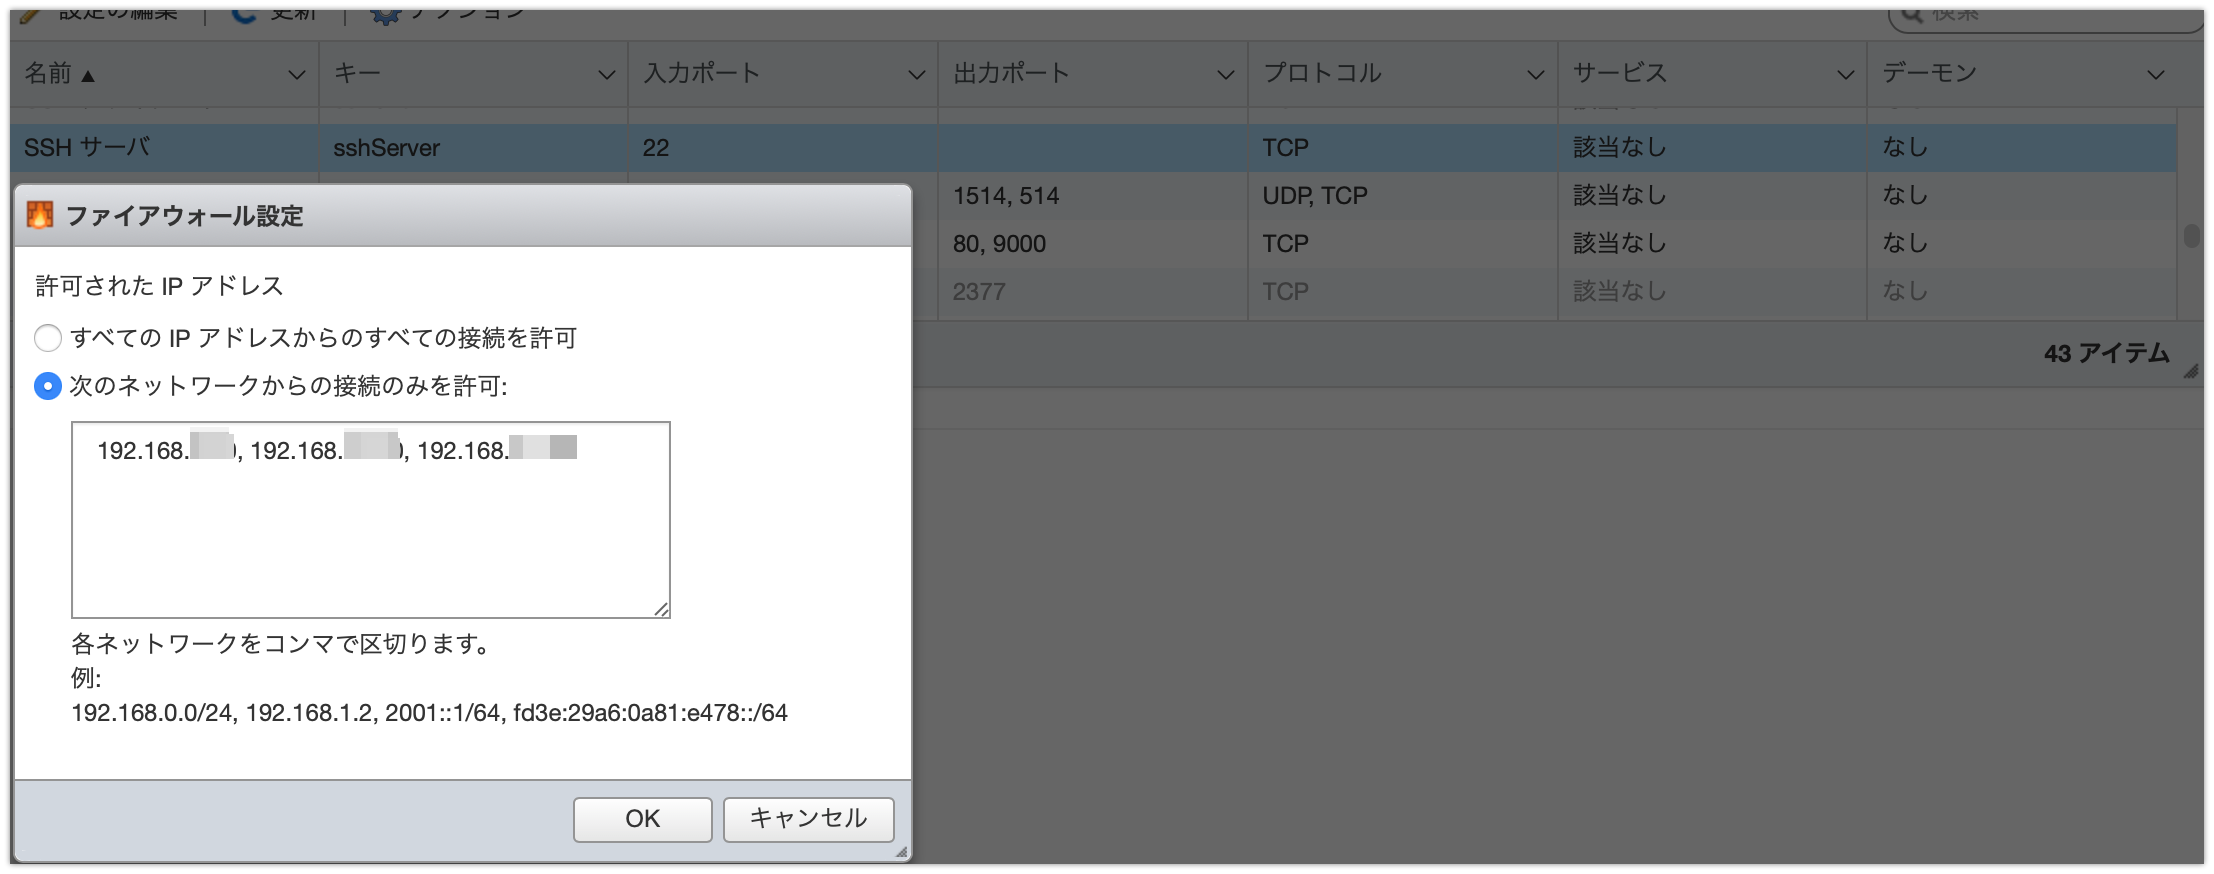 設定の編集 更新 アクション 検索
名前 キー 入力ポート 出力ポート プロトコル サービス デーモン
SSH サーバ sshServer 22 TCP 該当なし なし
1514, 514 UDP, TCP 該当なし なし
80, 9000 TCP 該当なし なし
2377 TCP 該当なし なし
43 アイテム
ファイアウォール設定
許可された IP アドレス
すべての IP アドレスからのすべての接続を許可
次のネットワークからの接続のみを許可:
192.168. , 192.168. , 192.168.
各ネットワークをコンマで区切ります。
例:
192.168.0.0/24, 192.168.1.2, 2001::1/64, fd3e:29a6:0a81:e478::/64
OK キャンセル